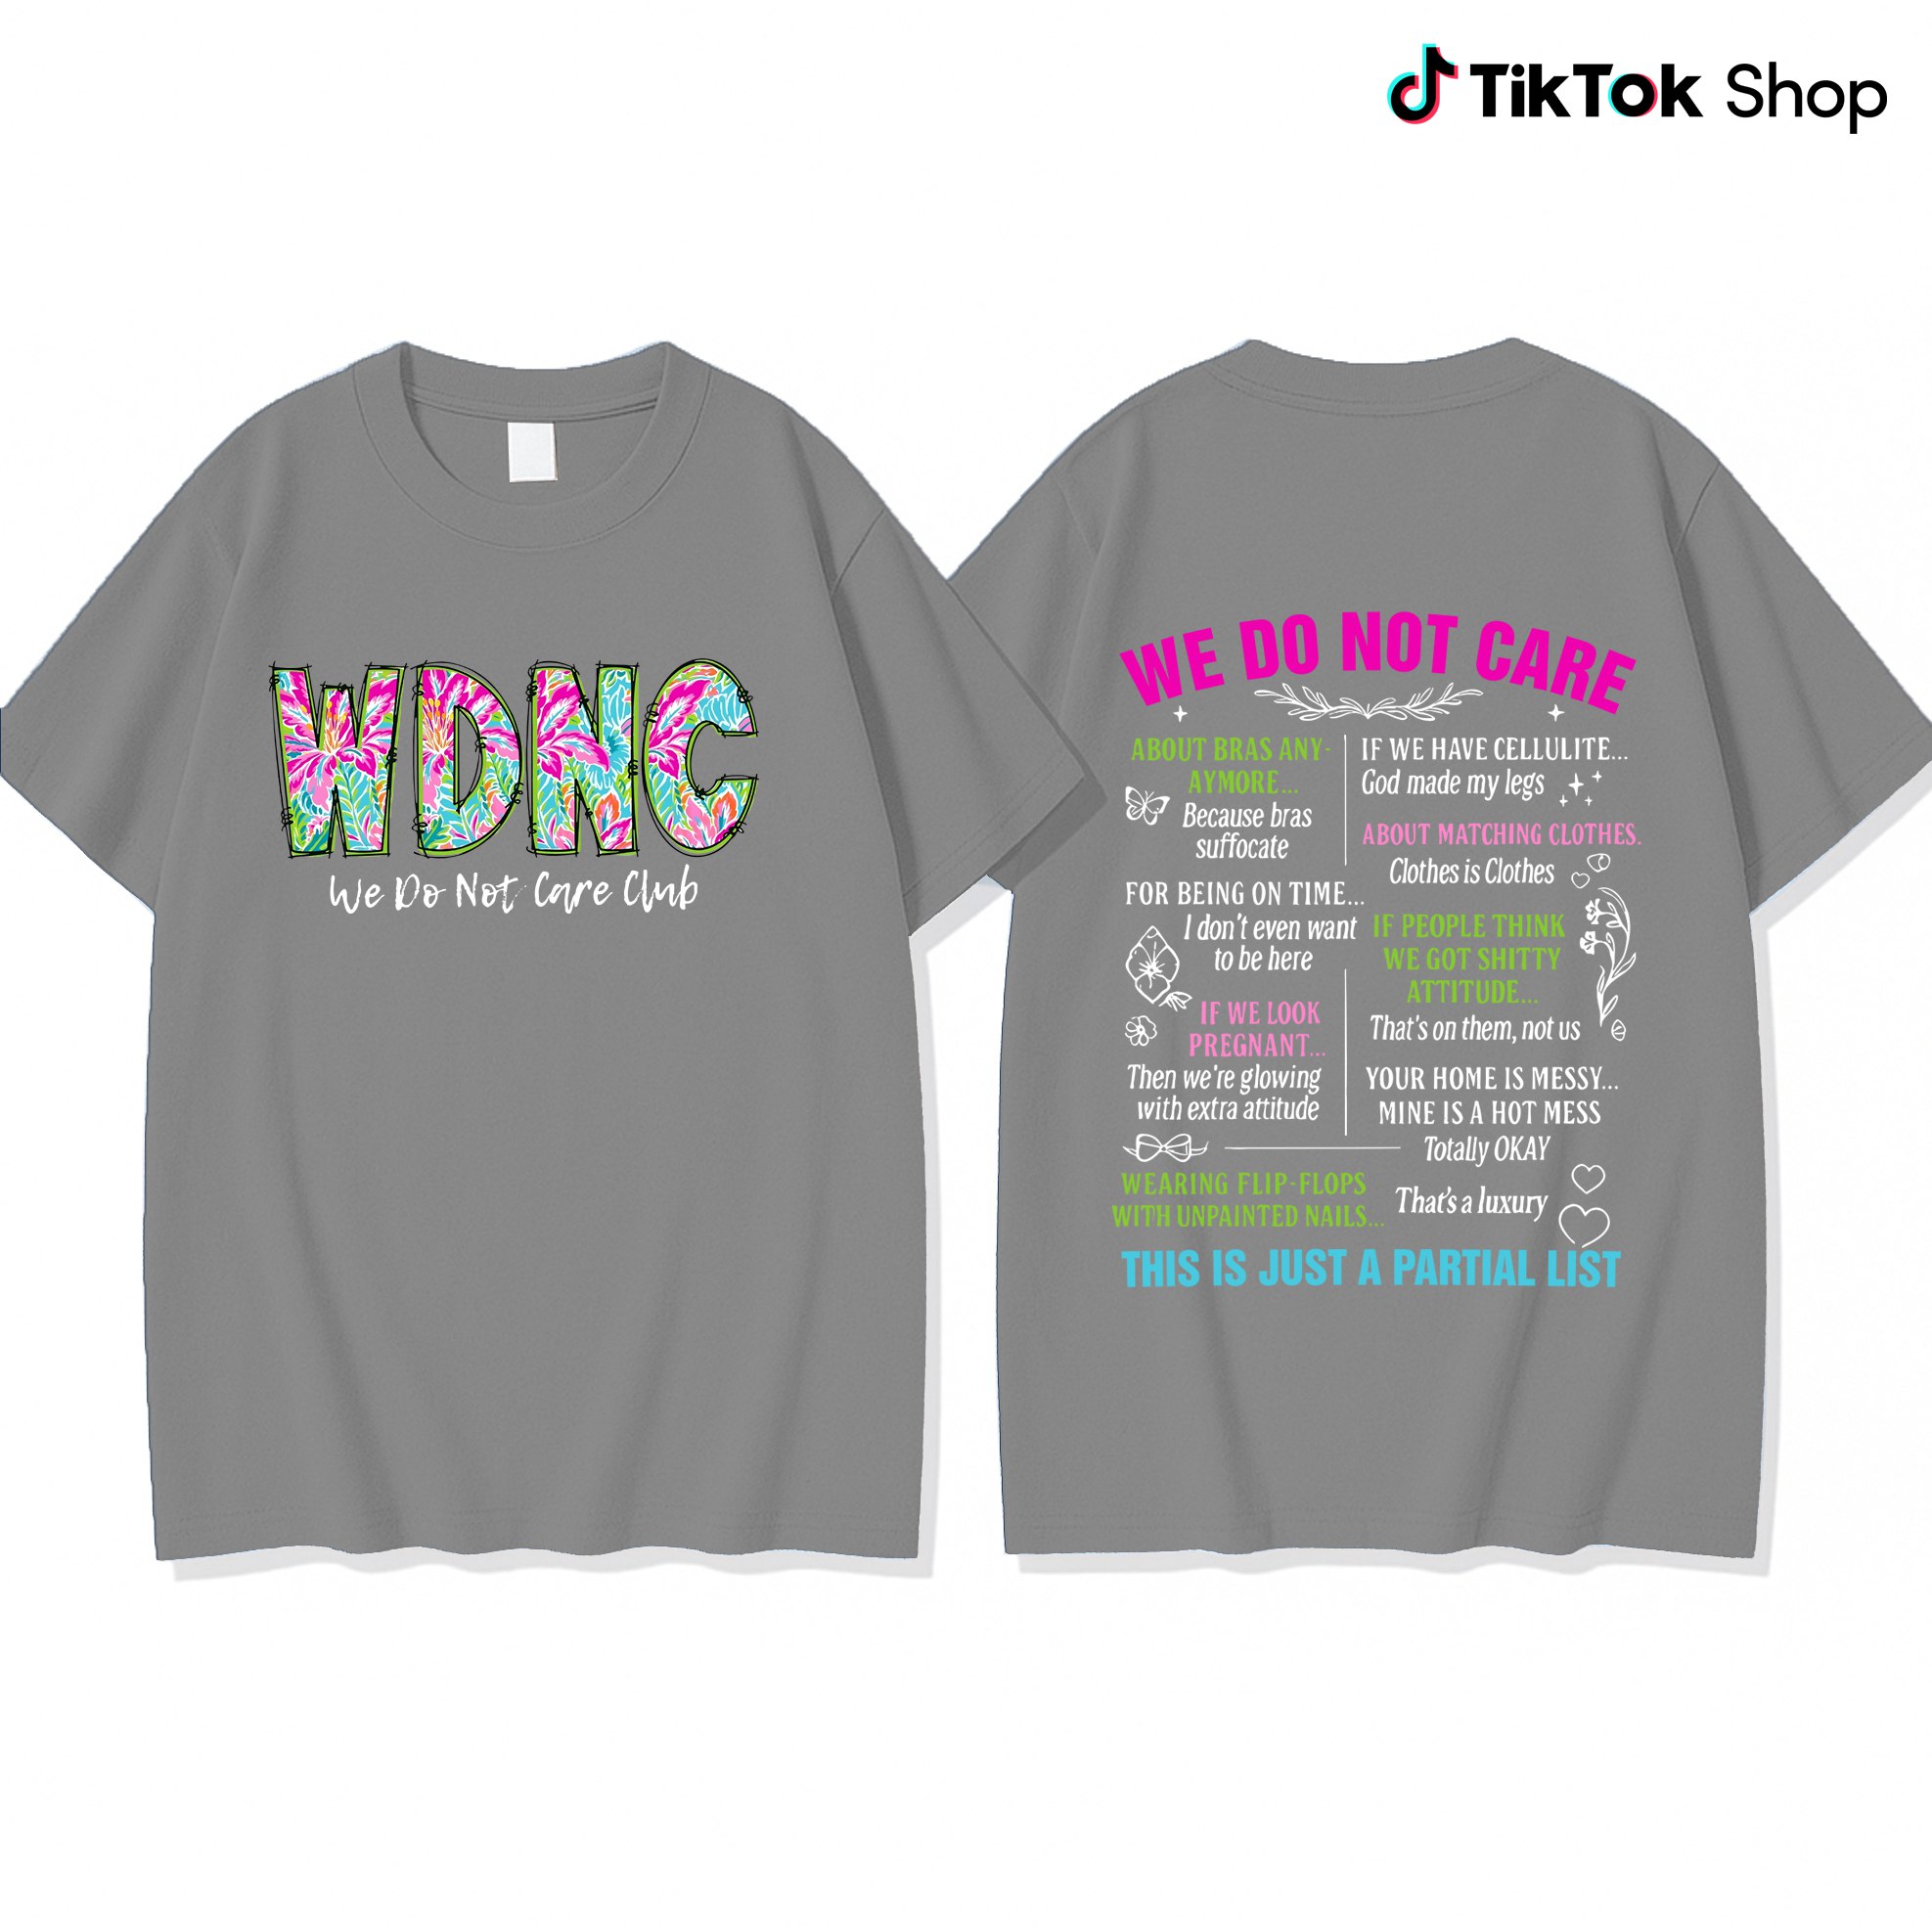 TikTok Shop
WDNC
We Do Not Care Club
WE DO NOT CARE
ABOUT BRAS ANY-
AYMORE...
Because bras
suffocate
FOR BEING ON TIME...
I don't even want
to be here
IF WE LOOK
PREGNANT...
Then we're glowing
with extra attitude
IF WE HAVE CELLULITE...
God made my legs
ABOUT MATCHING CLOTHES.
Clothes is Clothes
IF PEOPLE THINK
WE GOT SHITTY
ATTITUDE...
That's on them, not us
YOUR HOME IS MESSY...
MINE IS A HOT MESS
Totally OKAY
WEARING FLIP-FLOPS
WITH UNPAINTED NAILS...
That's a luxury
THIS IS JUST A PARTIAL LIST